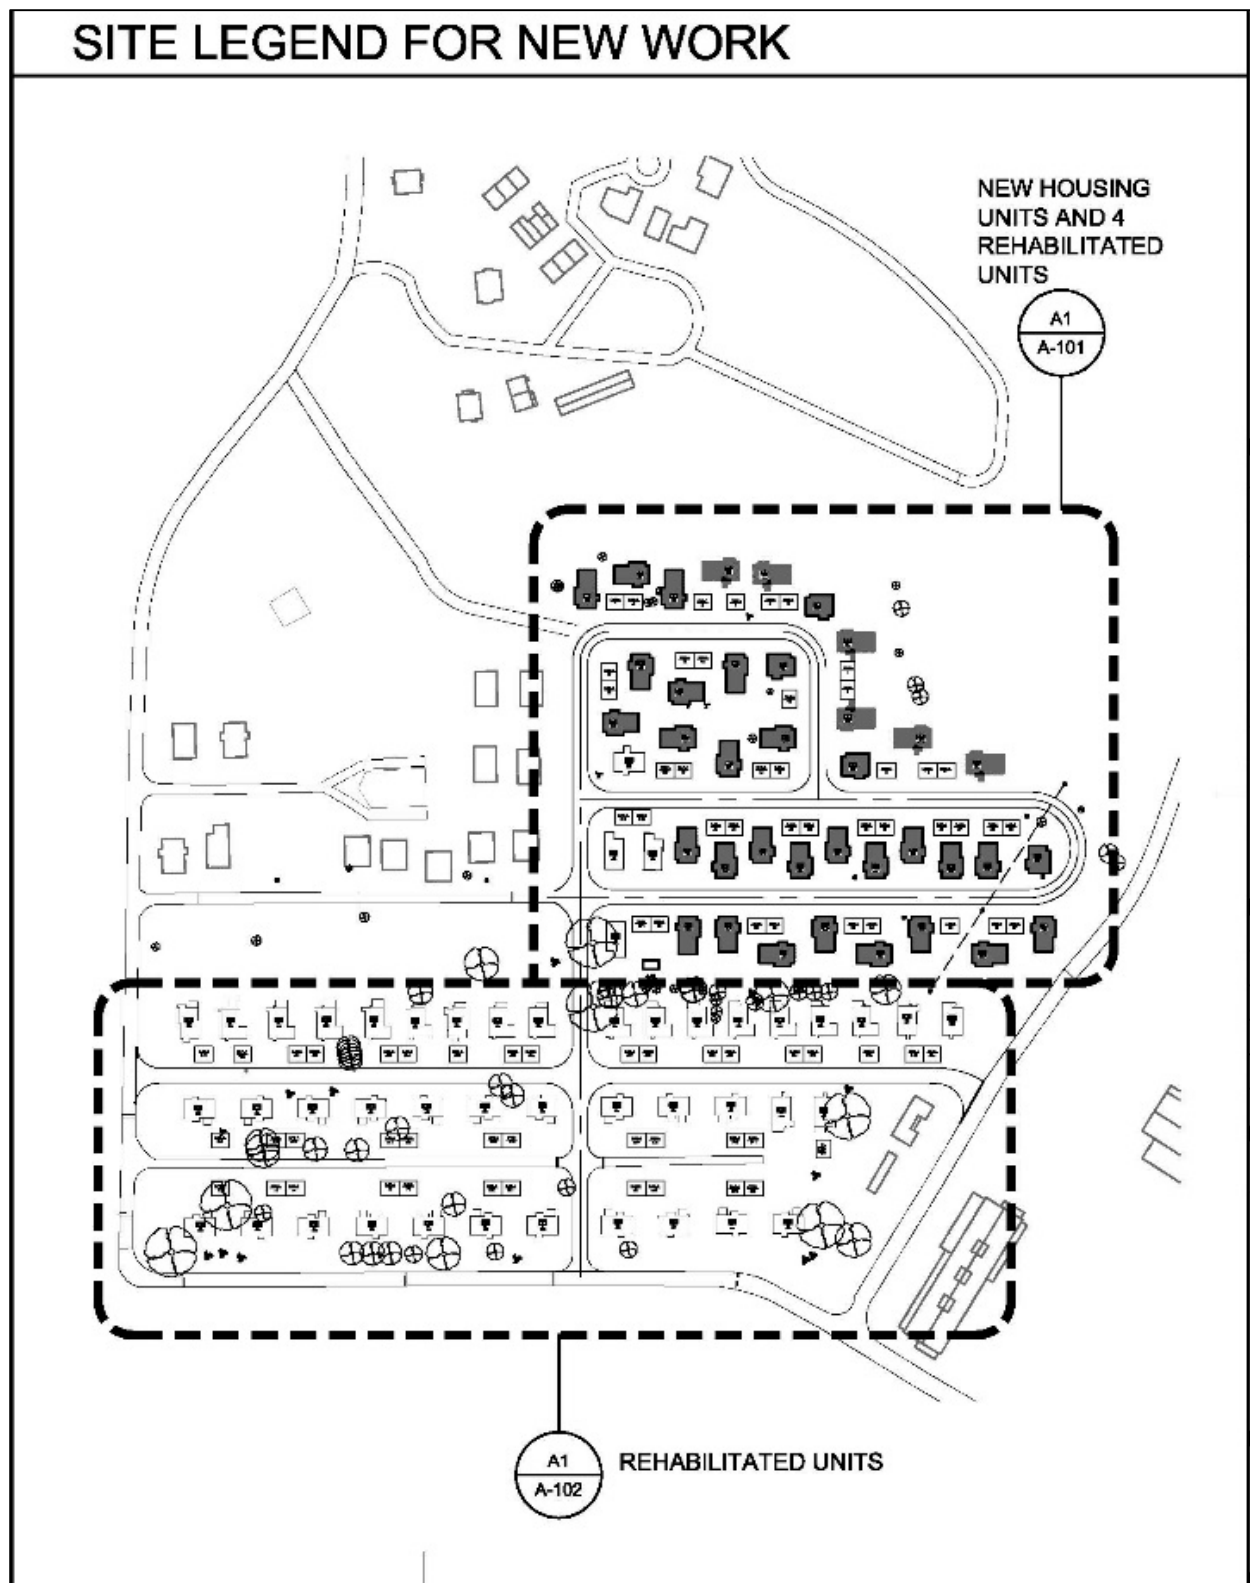 SITE LEGEND FOR NEW WORK
NEW HOUSING
UNITS AND 4
REHABILITATED
UNITS
A1
A-101
A1
A-102
REHABILITATED UNITS